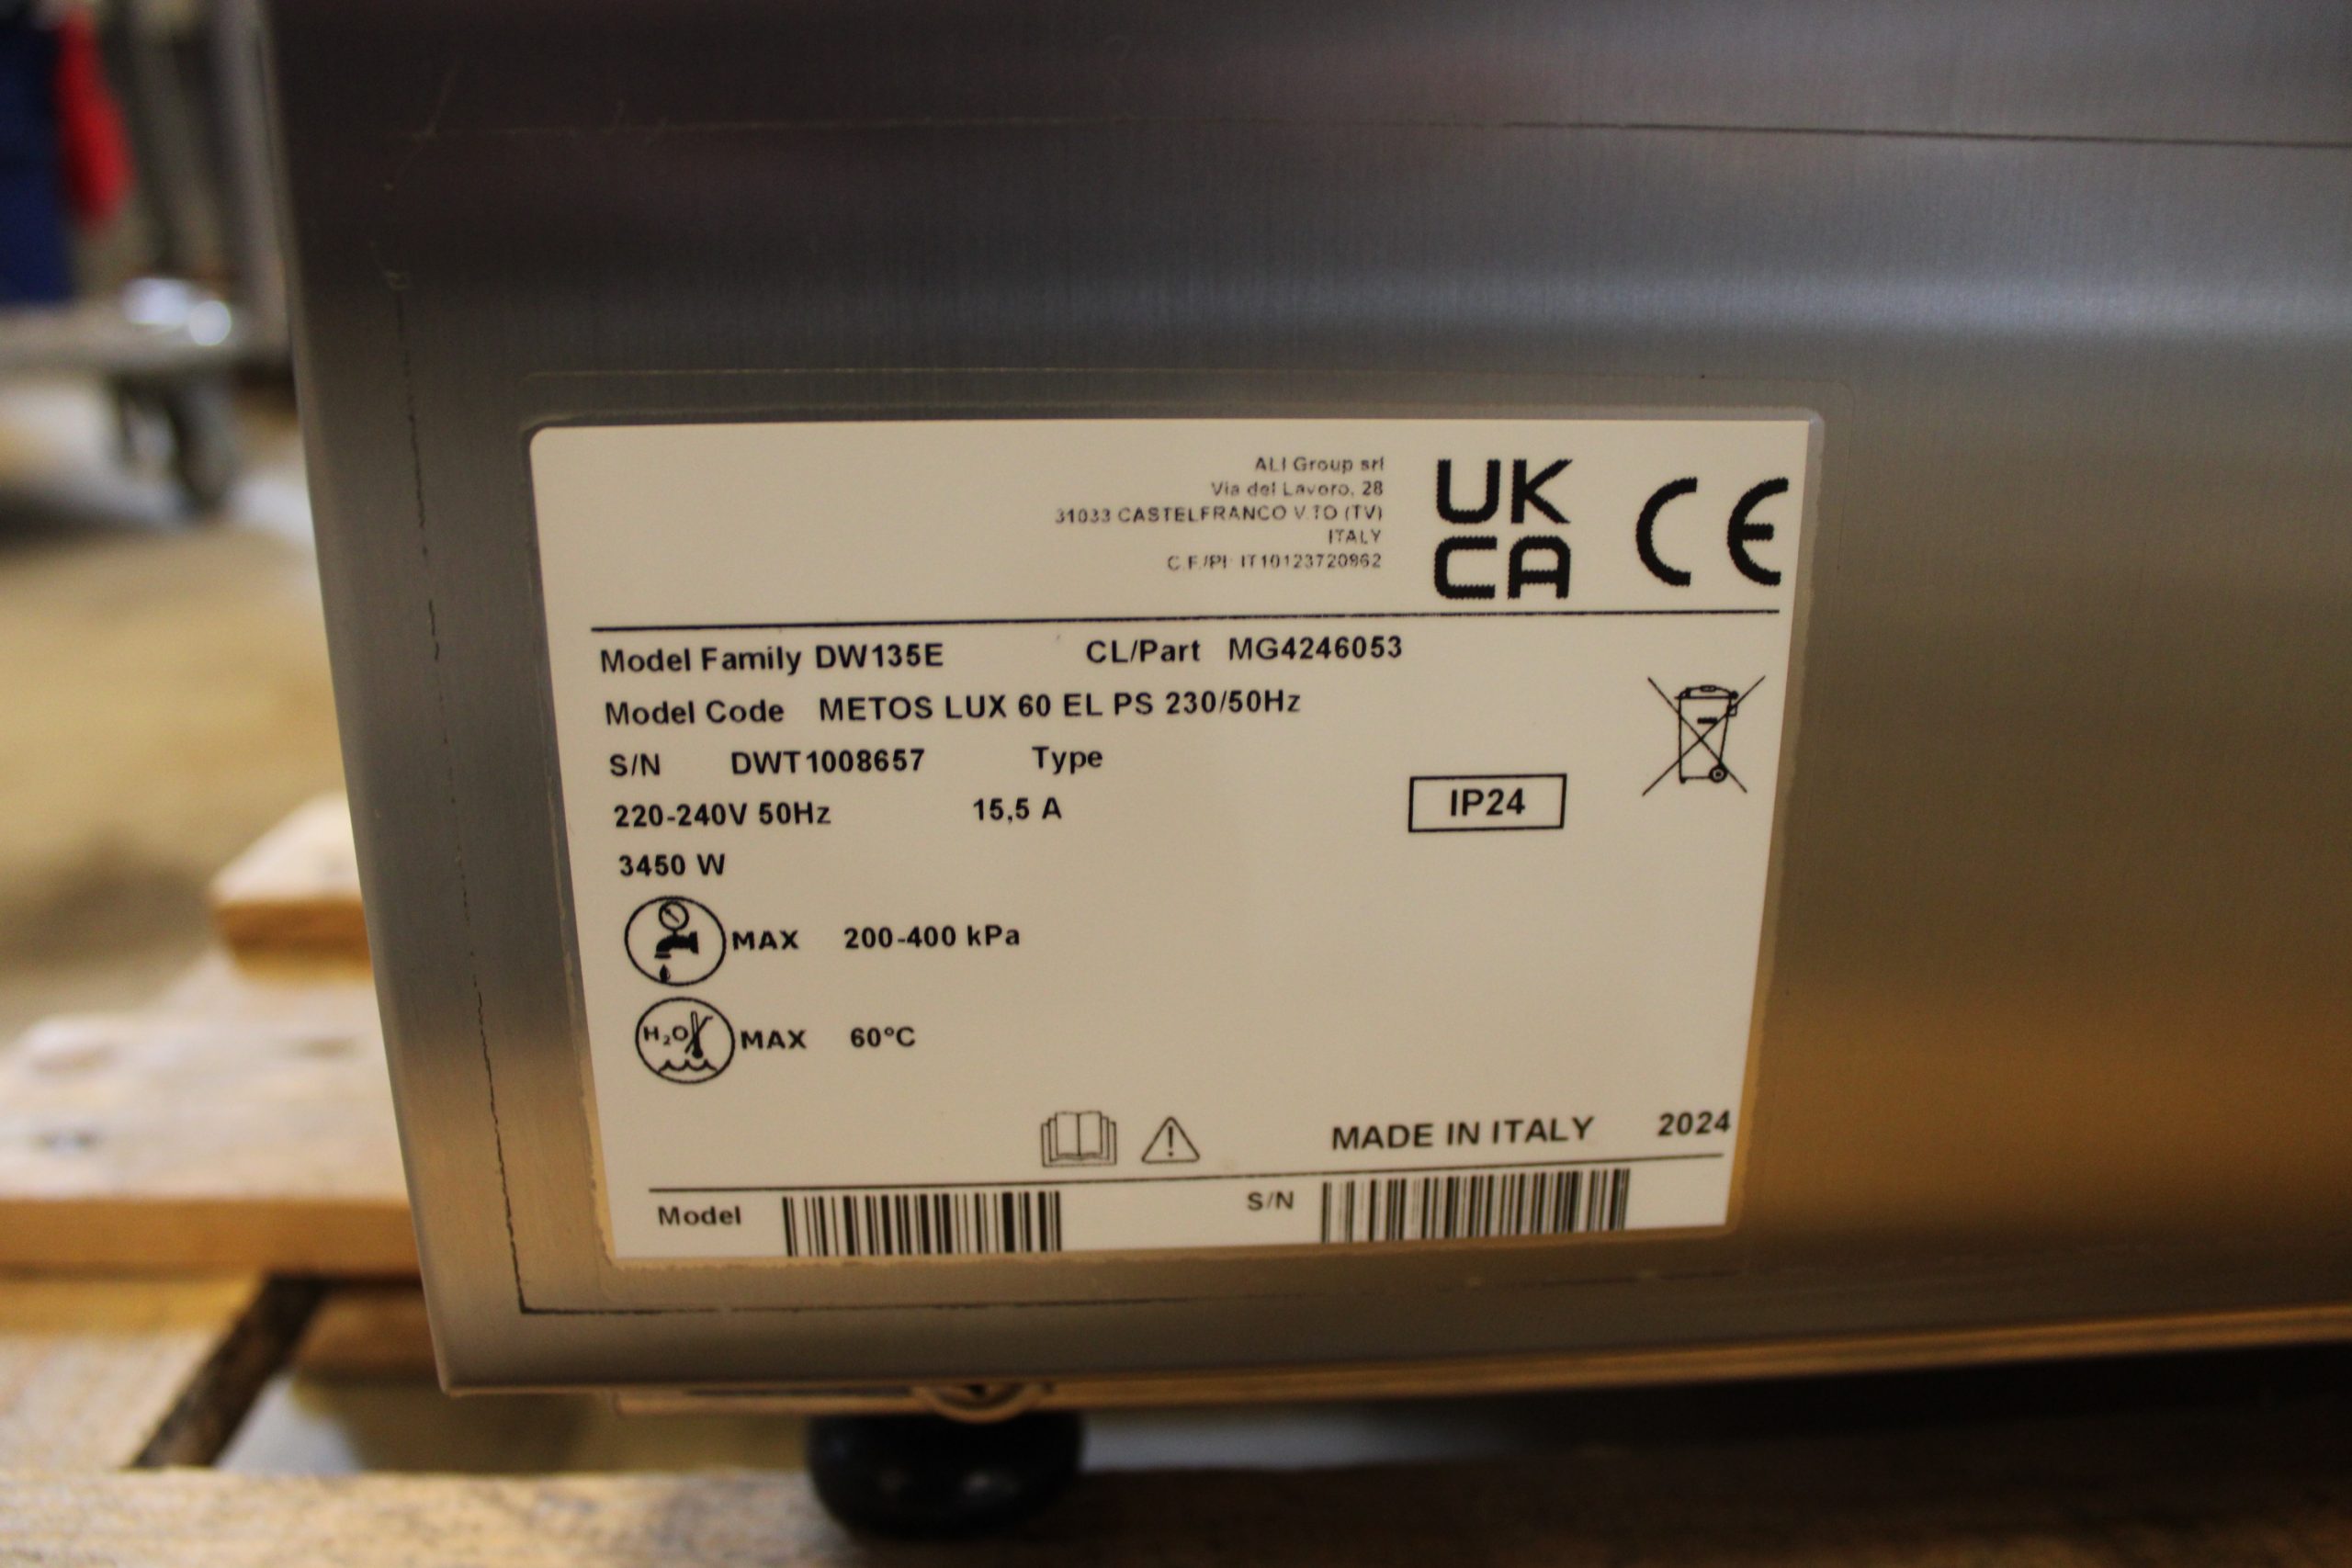 ALI Group srl
Via del Lavoro, 28
31033 CASTELFRANCO V.TO (TV)
ITALY
C.F./PI: IT10123720962
UK
CA
CE
Model Family DW135E CL/Part MG4246053
Model Code METOS LUX 60 EL PS 230/50Hz
S/N DWT1008657 Type
220-240V 50Hz 15,5 A
IP24
3450 W
MAX 200-400 kPa
H₂O MAX 60°C
MADE IN ITALY 2024
Model S/N